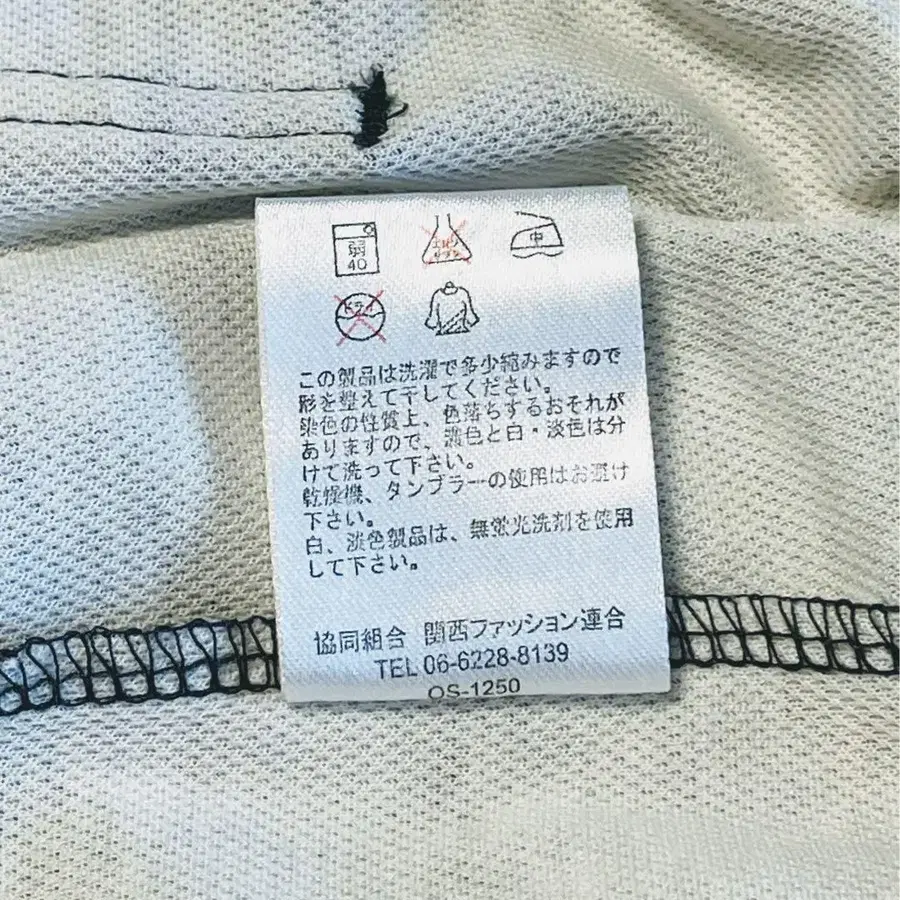 弱
40
エンソ
サラシ
中
ドライ
この製品は洗濯で多少縮みますので
形を整えて干してください。
染色の性質上、色落ちするおそれが
ありますので、濃色と白・淡色は分
けて洗って下さい。
乾燥機、タンブラーの使用はお避け
下さい。
白、淡色製品は、無蛍光洗剤を使用
して下さい。
協同組合 関西ファッション連合
TEL 06-6228-8139
OS-1250